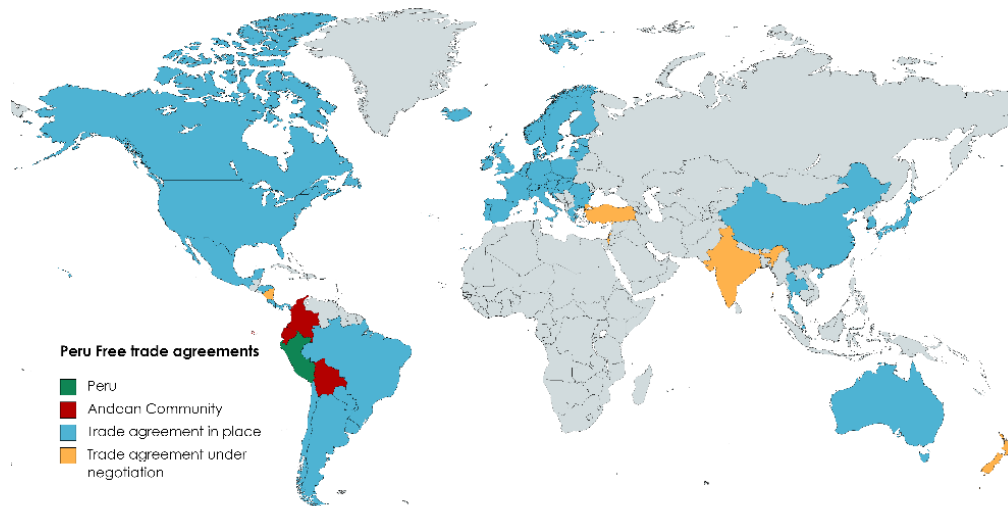 Peru Free trade agreements
Peru
Andean Community
Trade agreement in place
Trade agreement under
negotiation